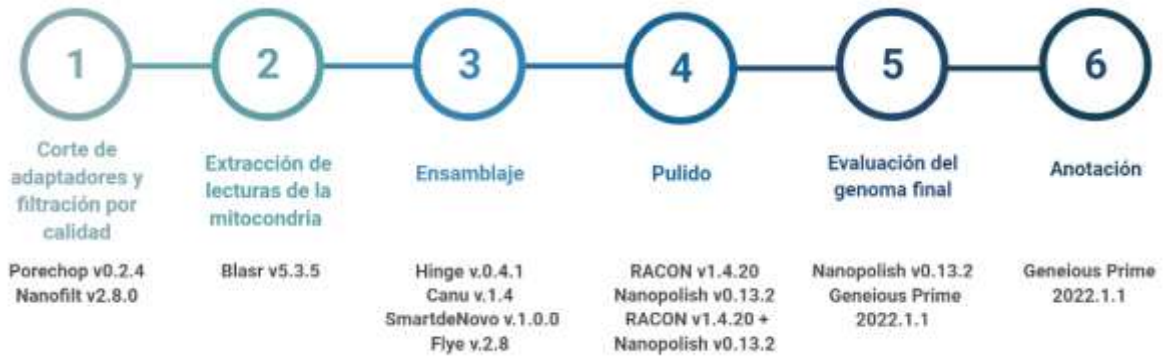 1
2
3
4
5
6
Corte de
adaptadores y
filtración por
calidad
Extracción de
lecturas de la
mitocondria
Ensamblaje
Pulido
Evaluación del
genoma final
Anotación
Porechop v0.2.4
Nanofilt v2.8.0
Blasr v5.3.5
Hinge v.0.4.1
Canu v.1.4
SmartdeNovo v.1.0.0
Flye v.2.8
RACON v1.4.20
Nanopolish v0.13.2
RACON v1.4.20 +
Nanopolish v0.13.2
Nanopolish v0.13.2
Geneious Prime
2022.1.1
Geneious Prime
2022.1.1